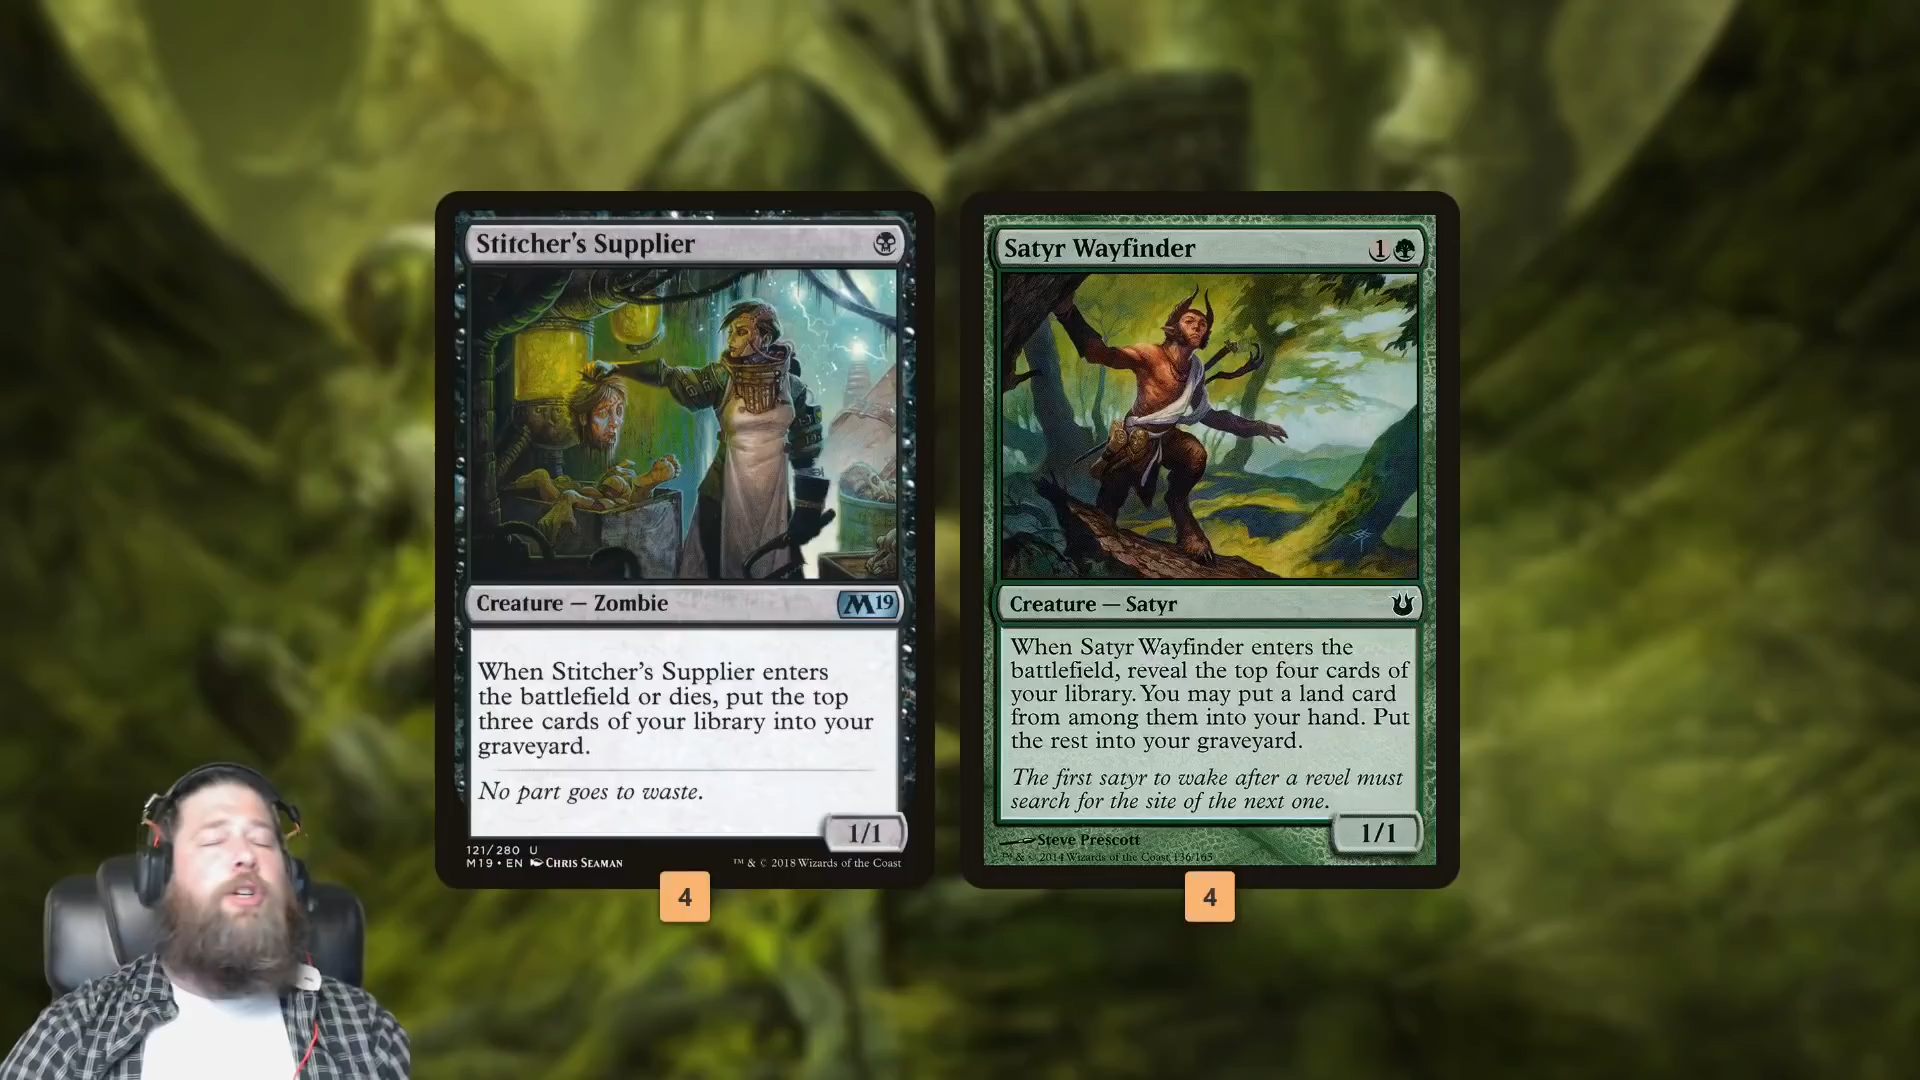 Stitcher's Supplier
Creature — Zombie
M19
When Stitcher's Supplier enters
the battlefield or dies, put the top
three cards of your library into your
graveyard.
No part goes to waste.
1/1
121/280 U
M19 • EN Chris Seaman
™ & © 2018 Wizards of the Coast
4
Satyr Wayfinder
1
Creature — Satyr
When Satyr Wayfinder enters the
battlefield, reveal the top four cards of
your library. You may put a land card
from among them into your hand. Put
the rest into your graveyard.
The first satyr to wake after a revel must
search for the site of the next one.
1/1
Steve Prescott
™ & © 2014 Wizards of the Coast 136/165
4